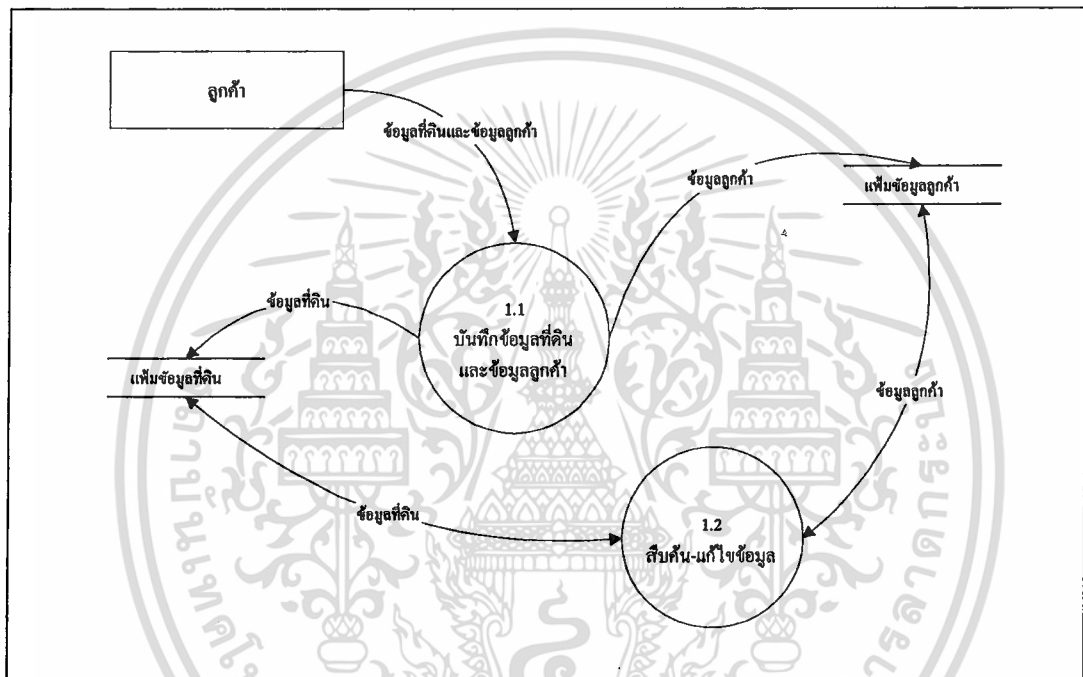 ลูกค้า
ข้อมูลที่ดินและข้อมูลลูกค้า
ข้อมูลลูกค้า
แฟ้มข้อมูลลูกค้า
ข้อมูลที่ดิน
1.1
บันทึกข้อมูลที่ดิน
และข้อมูลลูกค้า
แฟ้มข้อมูลที่ดิน
ข้อมูลลูกค้า
ข้อมูลที่ดิน
1.2
สืบค้น-แก้ไขข้อมูล